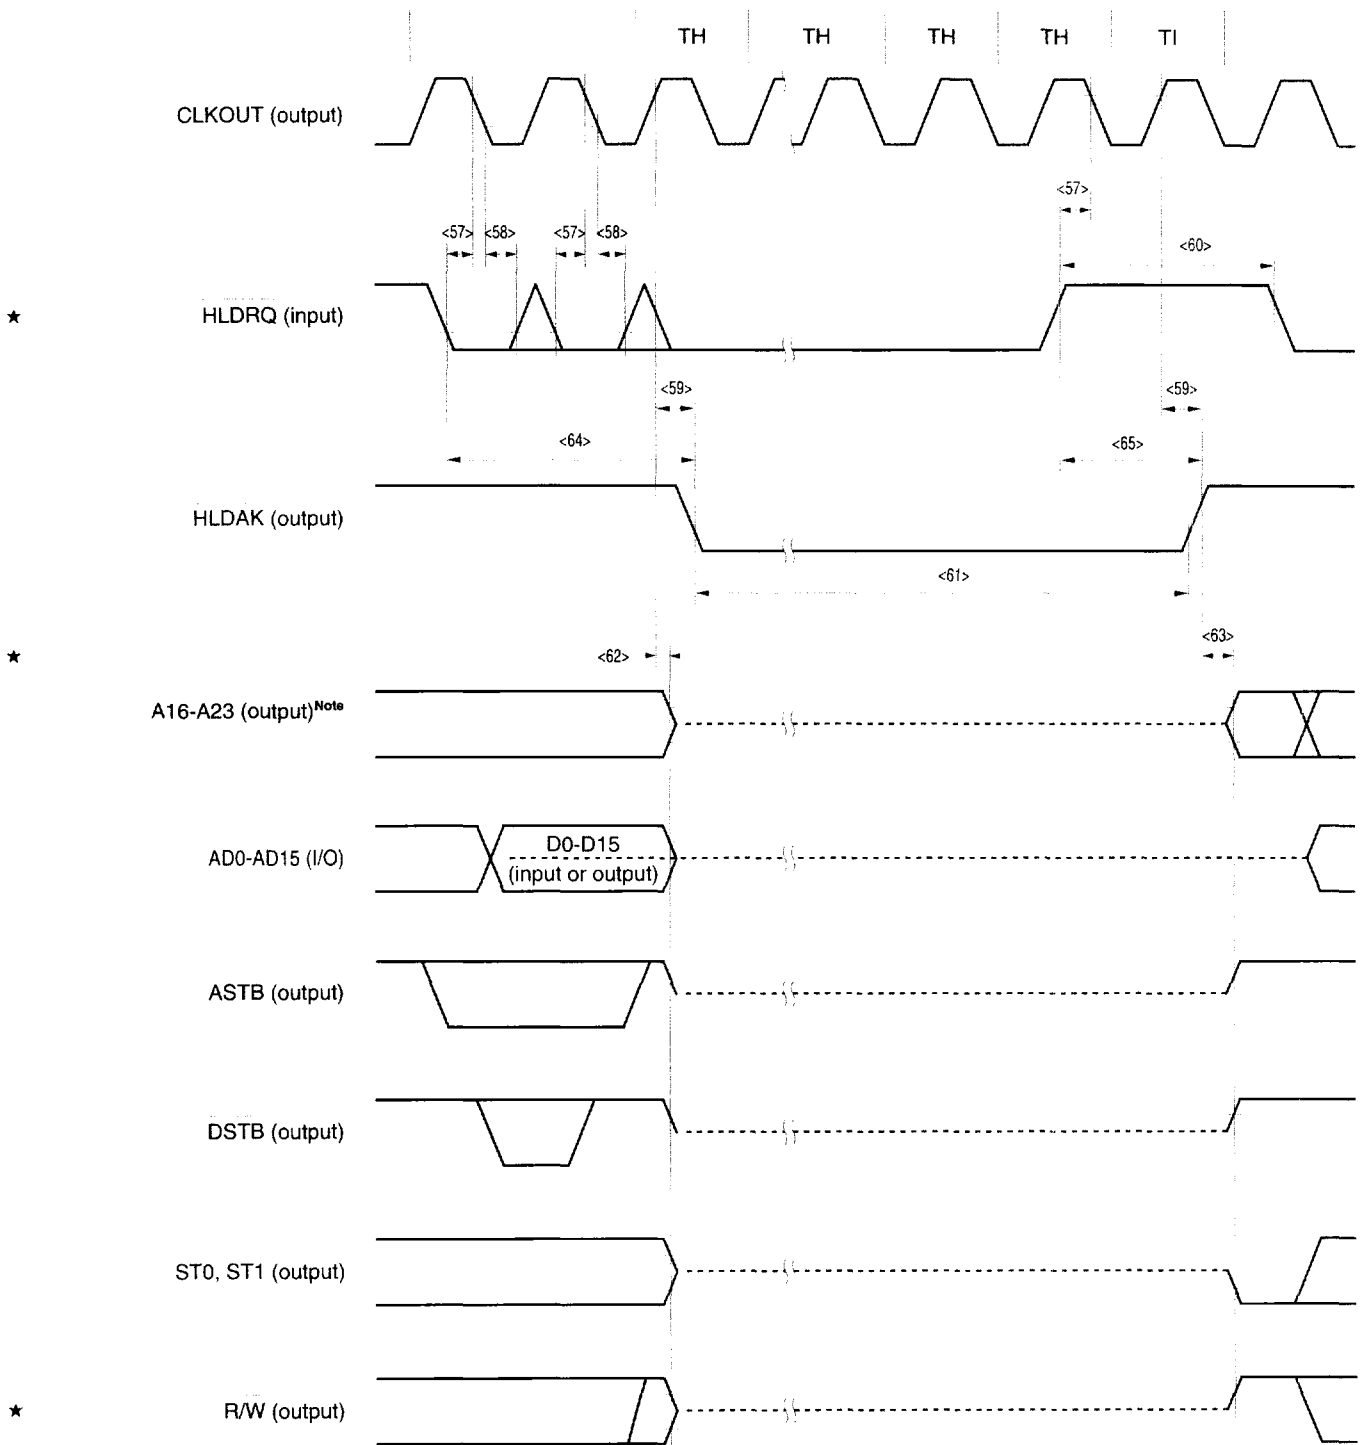 TH TH TH TH TI
CLKOUT (output)
<57>
<57> <58> <57> <58> <60>
★ HLDRQ (input)
<59> <59>
<64> <65>
HLDAK (output)
<61>
★ <62> <63>
A16-A23 (output)Note
AD0-AD15 (I/O) D0-D15
(input or output)
ASTB (output)
DSTB (output)
ST0, ST1 (output)
★ R/W (output)